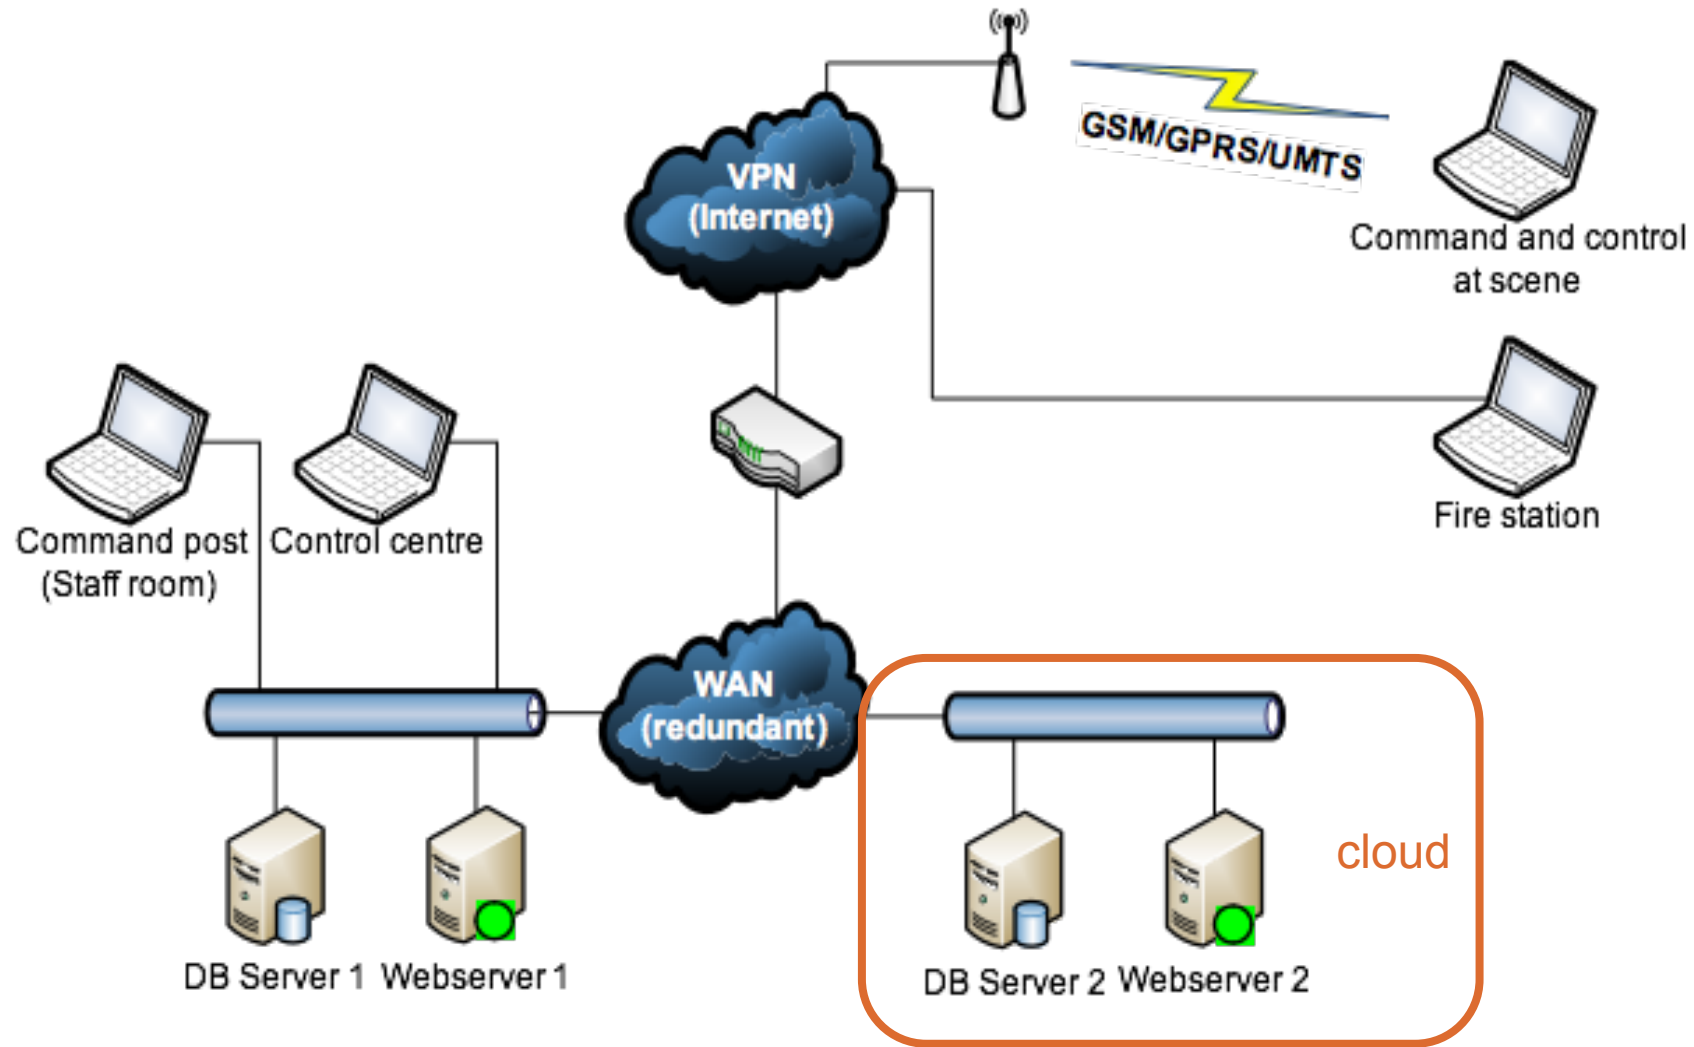 VPN
(Internet)
GSM/GPRS/UMTS
Command and control
at scene
Fire station
Command post
(Staff room)
Control centre
WAN
(redundant)
cloud
DB Server 1
Webserver 1
DB Server 2
Webserver 2